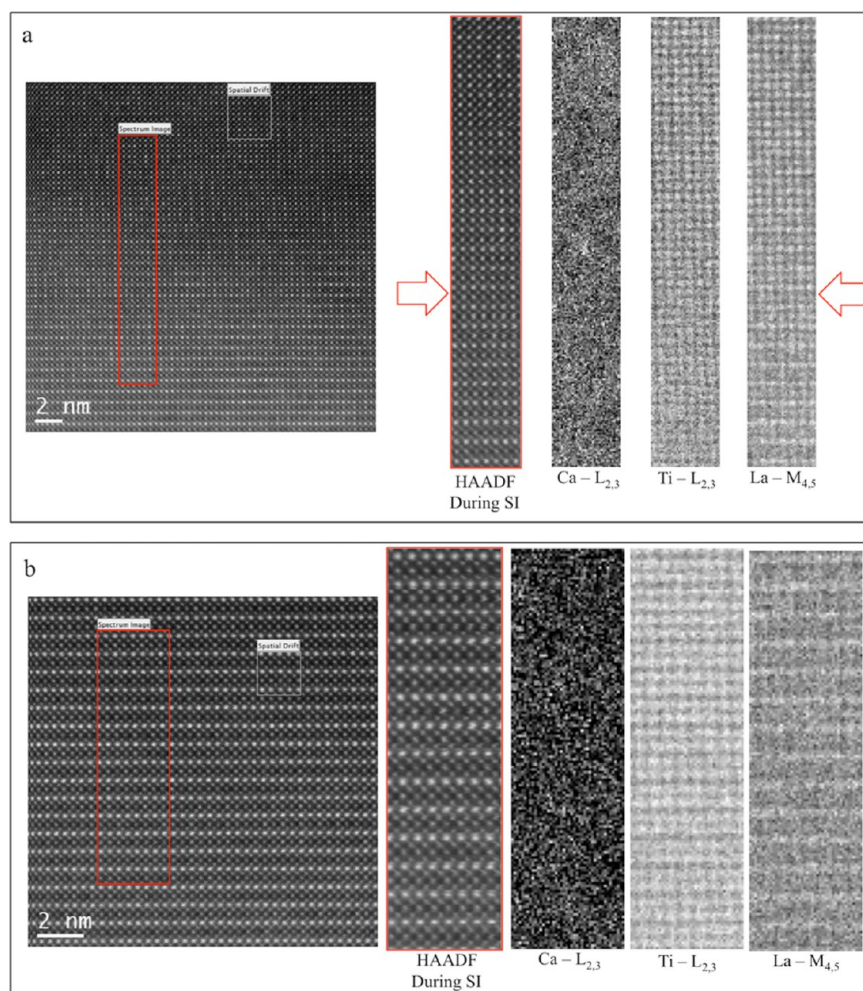 a
Spatial Drift
Spectrum Image
2 nm
HAADF
During SI
Ca – L2,3
Ti – L2,3
La – M4,5
b
Spectrum Image
Spatial Drift
2 nm
HAADF
During SI
Ca – L2,3
Ti – L2,3
La – M4,5